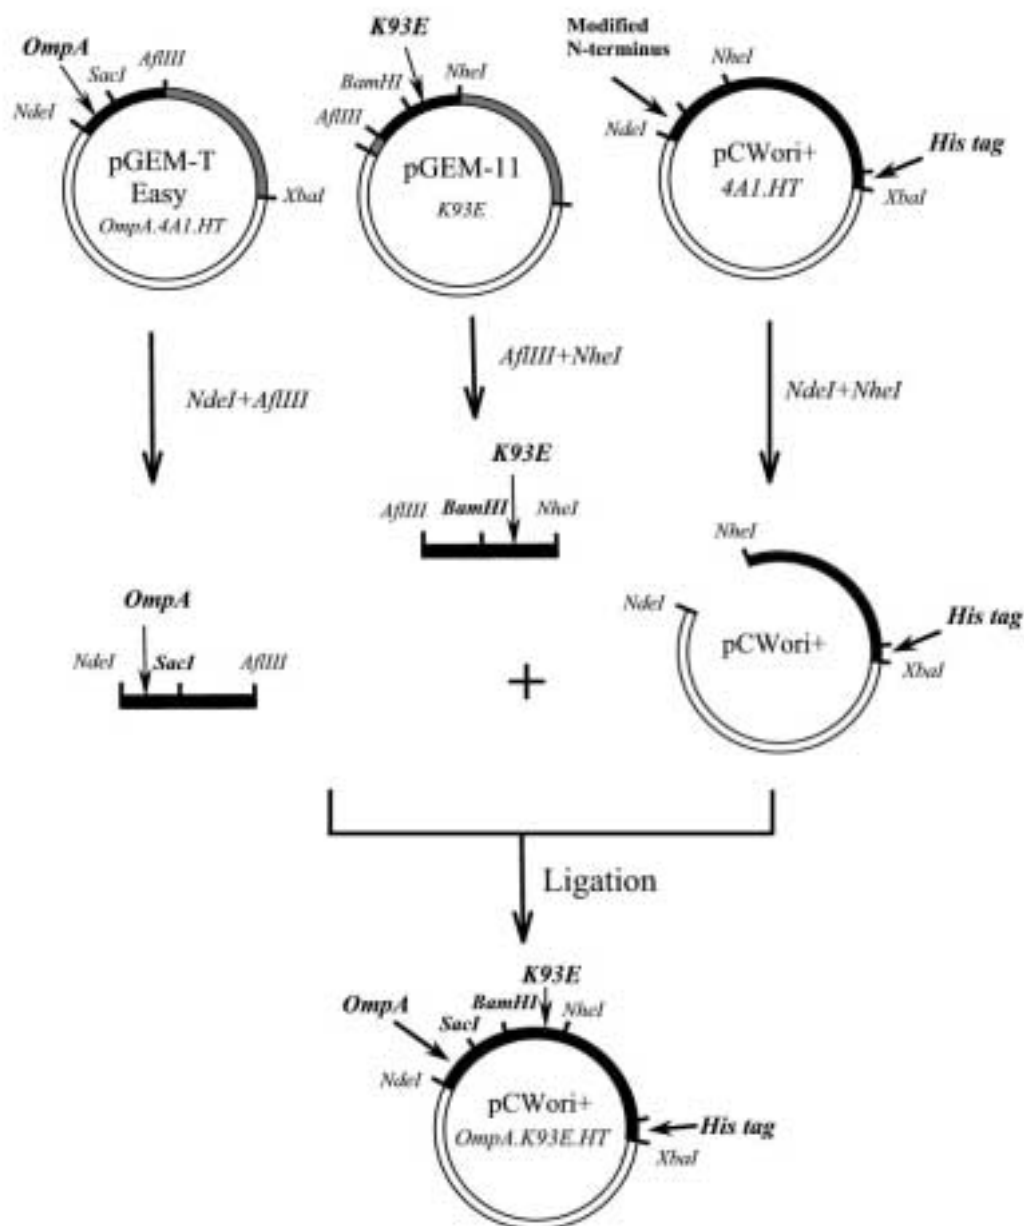 OmpA
SacI
AflIII
NdeI
pGEM-T
Easy
OmpA.4A1.HT
XbaI
K93E
BamHI
NheI
AflIII
pGEM-11
K93E
Modified
N-terminus
NheI
NdeI
pCWori+
4A1.HT
His tag
XbaI
NdeI+AflIII
AflIII+NheI
NdeI+NheI
K93E
AflIII BamHI NheI
OmpA
NdeI SacI AflIII
+
NheI
NdeI
pCWori+
His tag
XbaI
Ligation
K93E
OmpA
BamHI
NheI
SacI
NdeI
pCWori+
OmpA.K93E.HT
His tag
XbaI